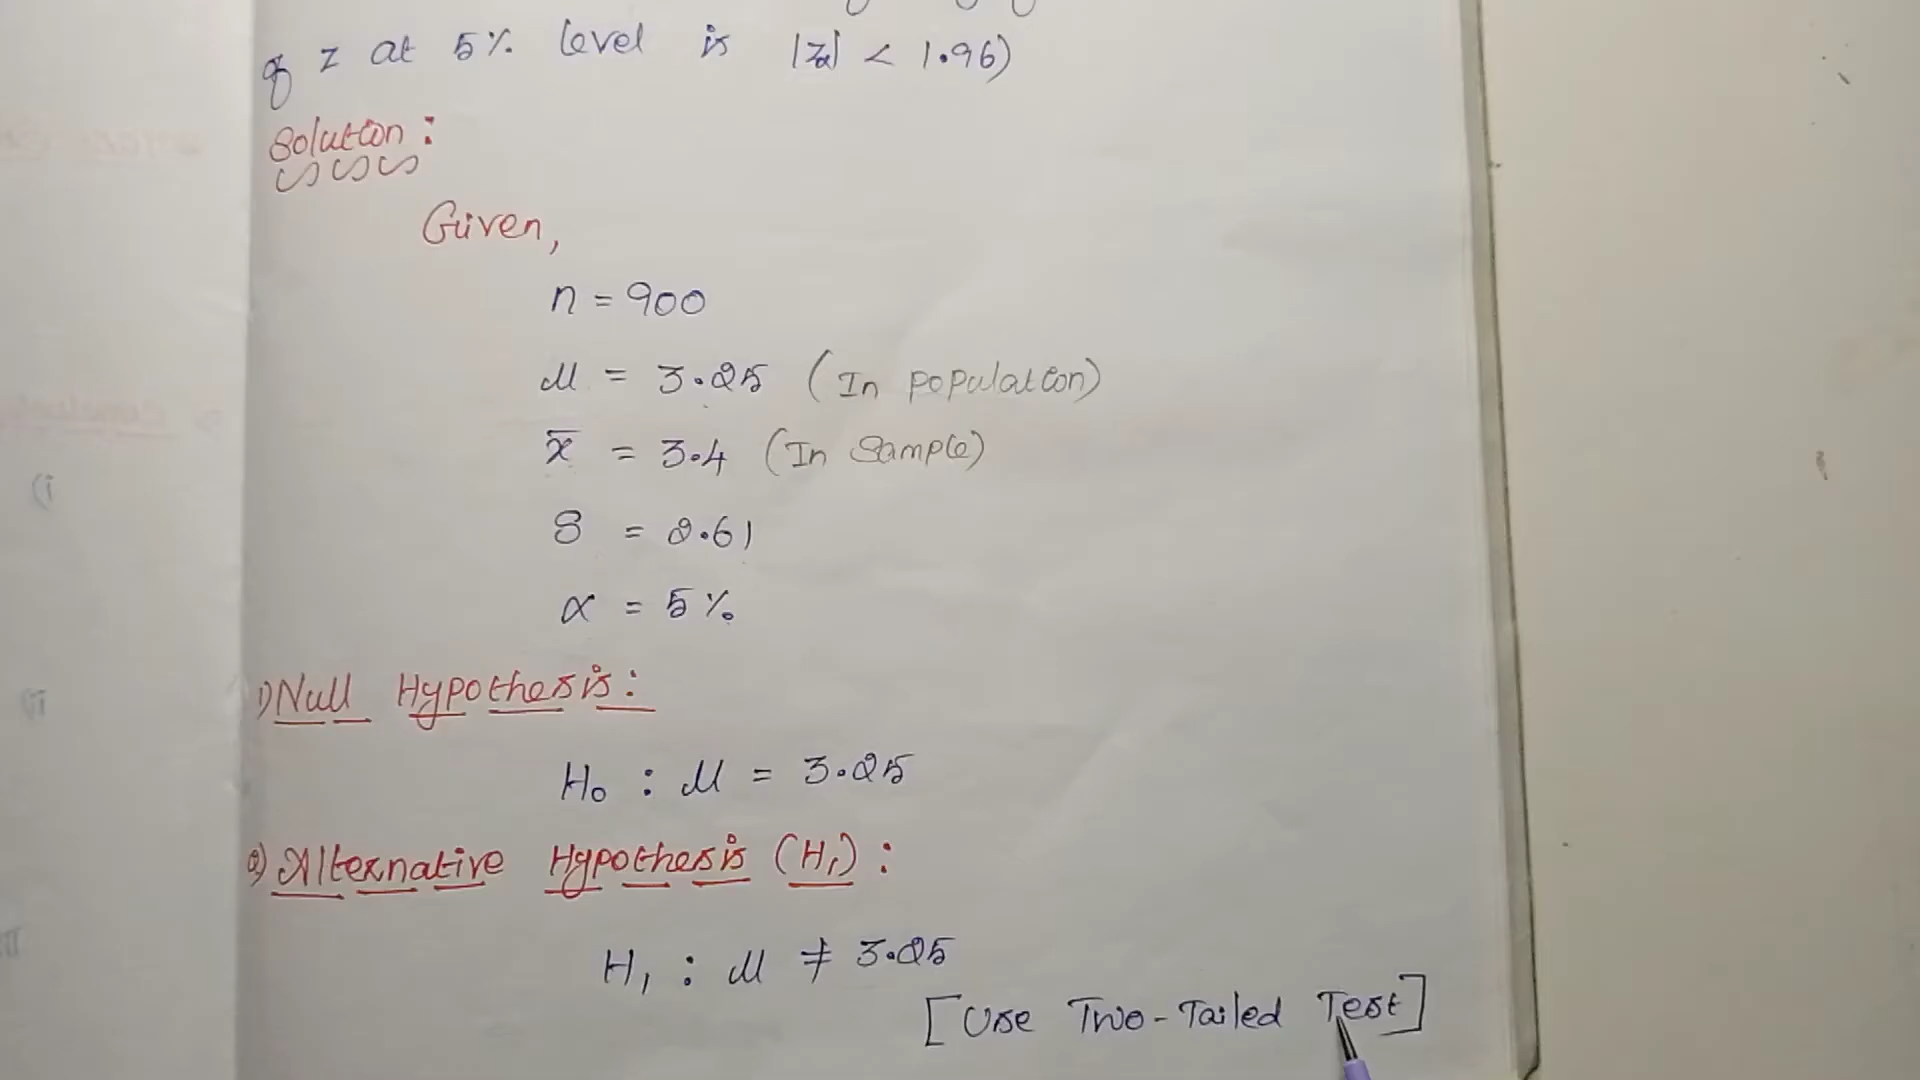 of z at 5% level is |zα| < 1.96)
Solution:
Given,
n = 900
μ = 3.25 (In population)
x̄ = 3.4 (In Sample)
S = 2.61
α = 5%
1) Null Hypothesis:
H₀ : μ = 3.25
2) Alternative Hypothesis (H₁) :
H₁ : μ ≠ 3.25
[Use Two-Tailed Test]